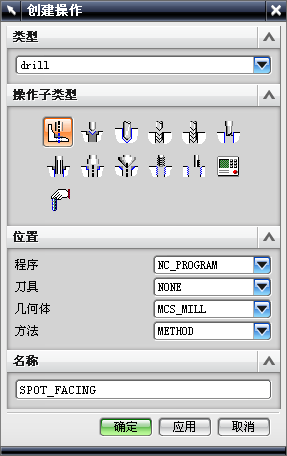 创建操作
类型
drill
操作子类型
位置
程序 NC_PROGRAM
刀具 NONE
几何体 MCS_MILL
方法 METHOD
名称
SPOT_FACING
确定 应用 取消